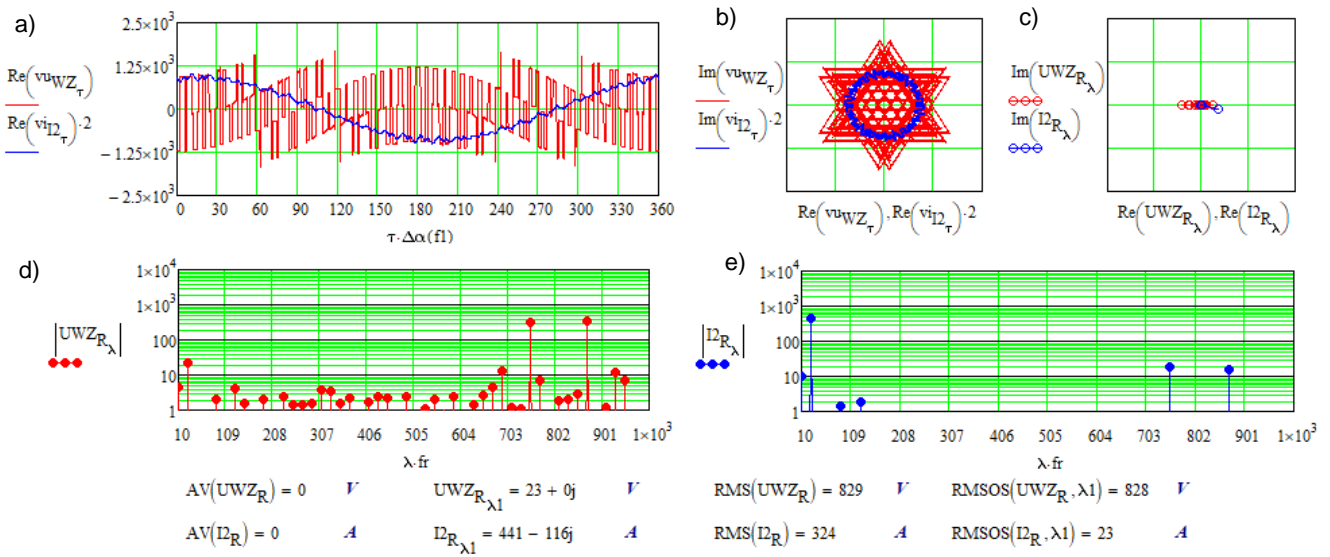 a)
2.5×10³
1.25×10³
0
−1.25×10³
−2.5×10³
Re(vu_WZ_τ)
Re(vi_I2_τ)·2
0 30 60 90 120 150 180 210 240 270 300 330 360
τ·Δα(f1)
b)
Im(vu_WZ_τ)
Im(vi_I2_τ)·2
Re(vu_WZ_τ),Re(vi_I2_τ)·2
c)
Im(UWZ_R_λ)
Im(I2_R_λ)
Re(UWZ_R_λ),Re(I2_R_λ)
d)
1×10⁴
1×10³
100
10
1
|UWZ_R_λ|
10 109 208 307 406 505 604 703 802 901 1×10³
λ·fr
e)
1×10⁴
1×10³
100
10
1
|I2_R_λ|
10 109 208 307 406 505 604 703 802 901 1×10³
λ·fr
AV(UWZ_R) = 0 V UWZ_R_λ1 = 23 + 0j V RMS(UWZ_R) = 829 V RMSOS(UWZ_R,λ1) = 828 V
AV(I2_R) = 0 A I2_R_λ1 = 441 − 116j A RMS(I2_R) = 324 A RMSOS(I2_R,λ1) = 23 A